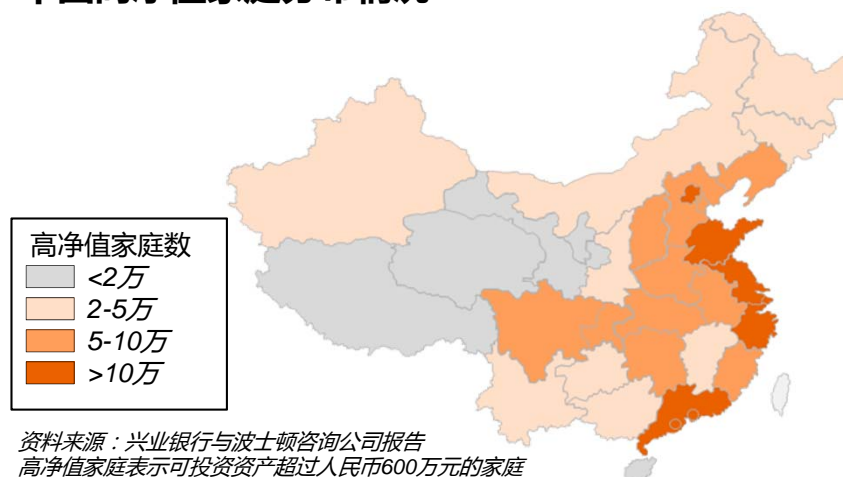 高净值家庭数
<2万
2-5万
5-10万
>10万
资料来源：兴业银行与波士顿咨询公司报告
高净值家庭表示可投资资产超过人民币600万元的家庭